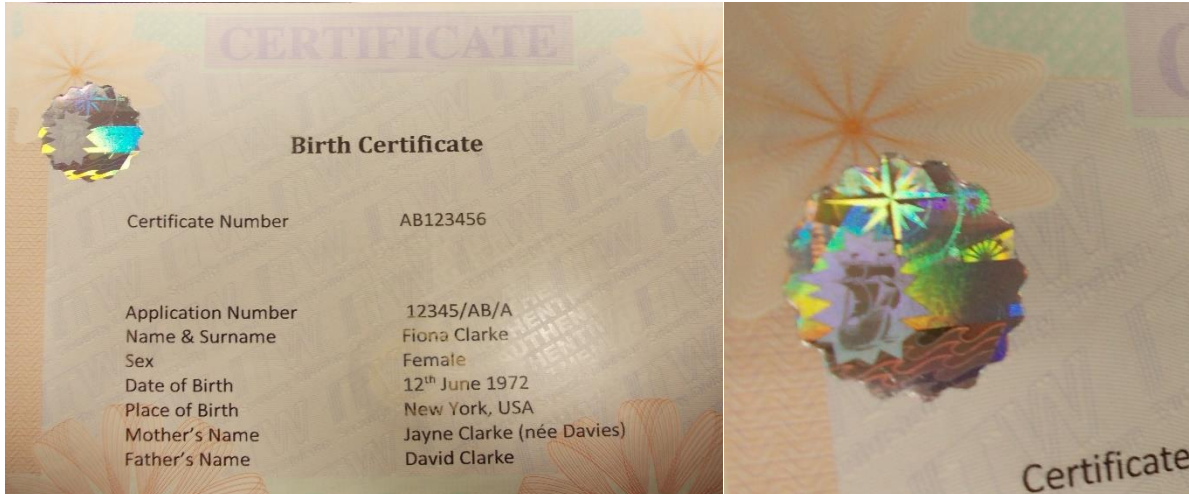 CERTIFICATE
Birth Certificate
Certificate Number AB123456
Application Number 12345/AB/A
Name & Surname Fiona Clarke
Sex Female
Date of Birth 12th June 1972
Place of Birth New York, USA
Mother's Name Jayne Clarke (née Davies)
Father's Name David Clarke
Certificate